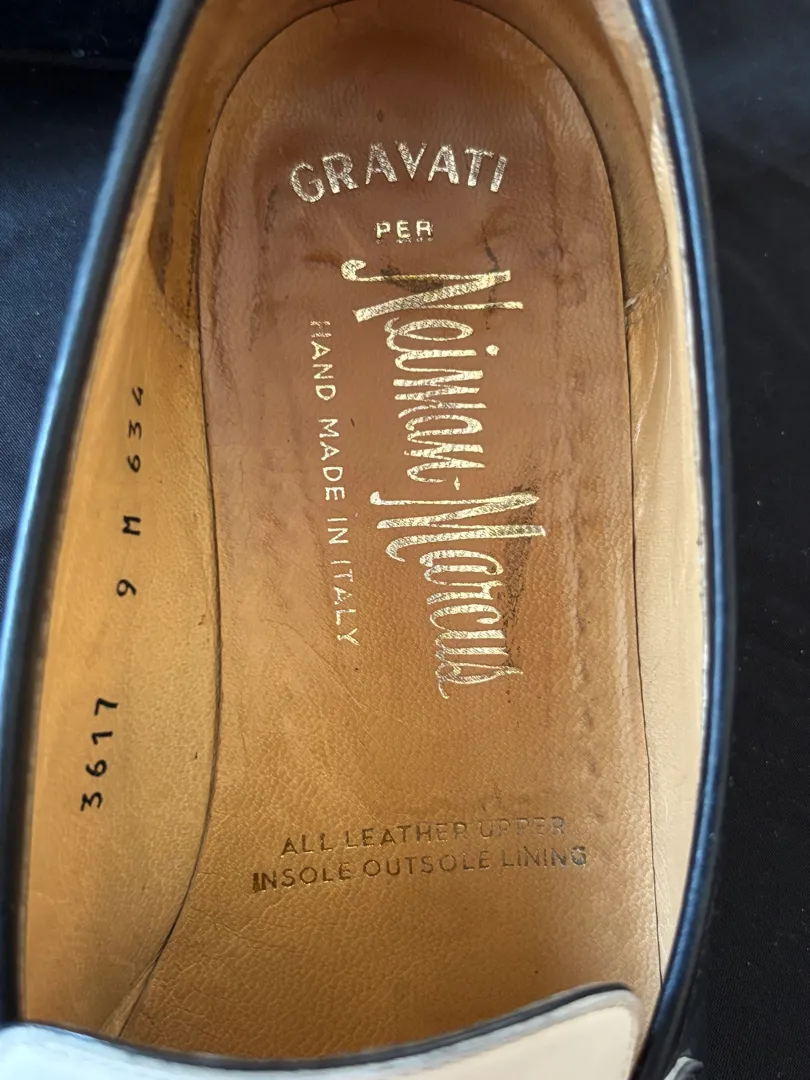 GRAVATI
PER
Neiman-Marcus
HAND MADE IN ITALY
ALL LEATHER UPPER
INSOLE OUTSOLE LINING
3617 9 M 634